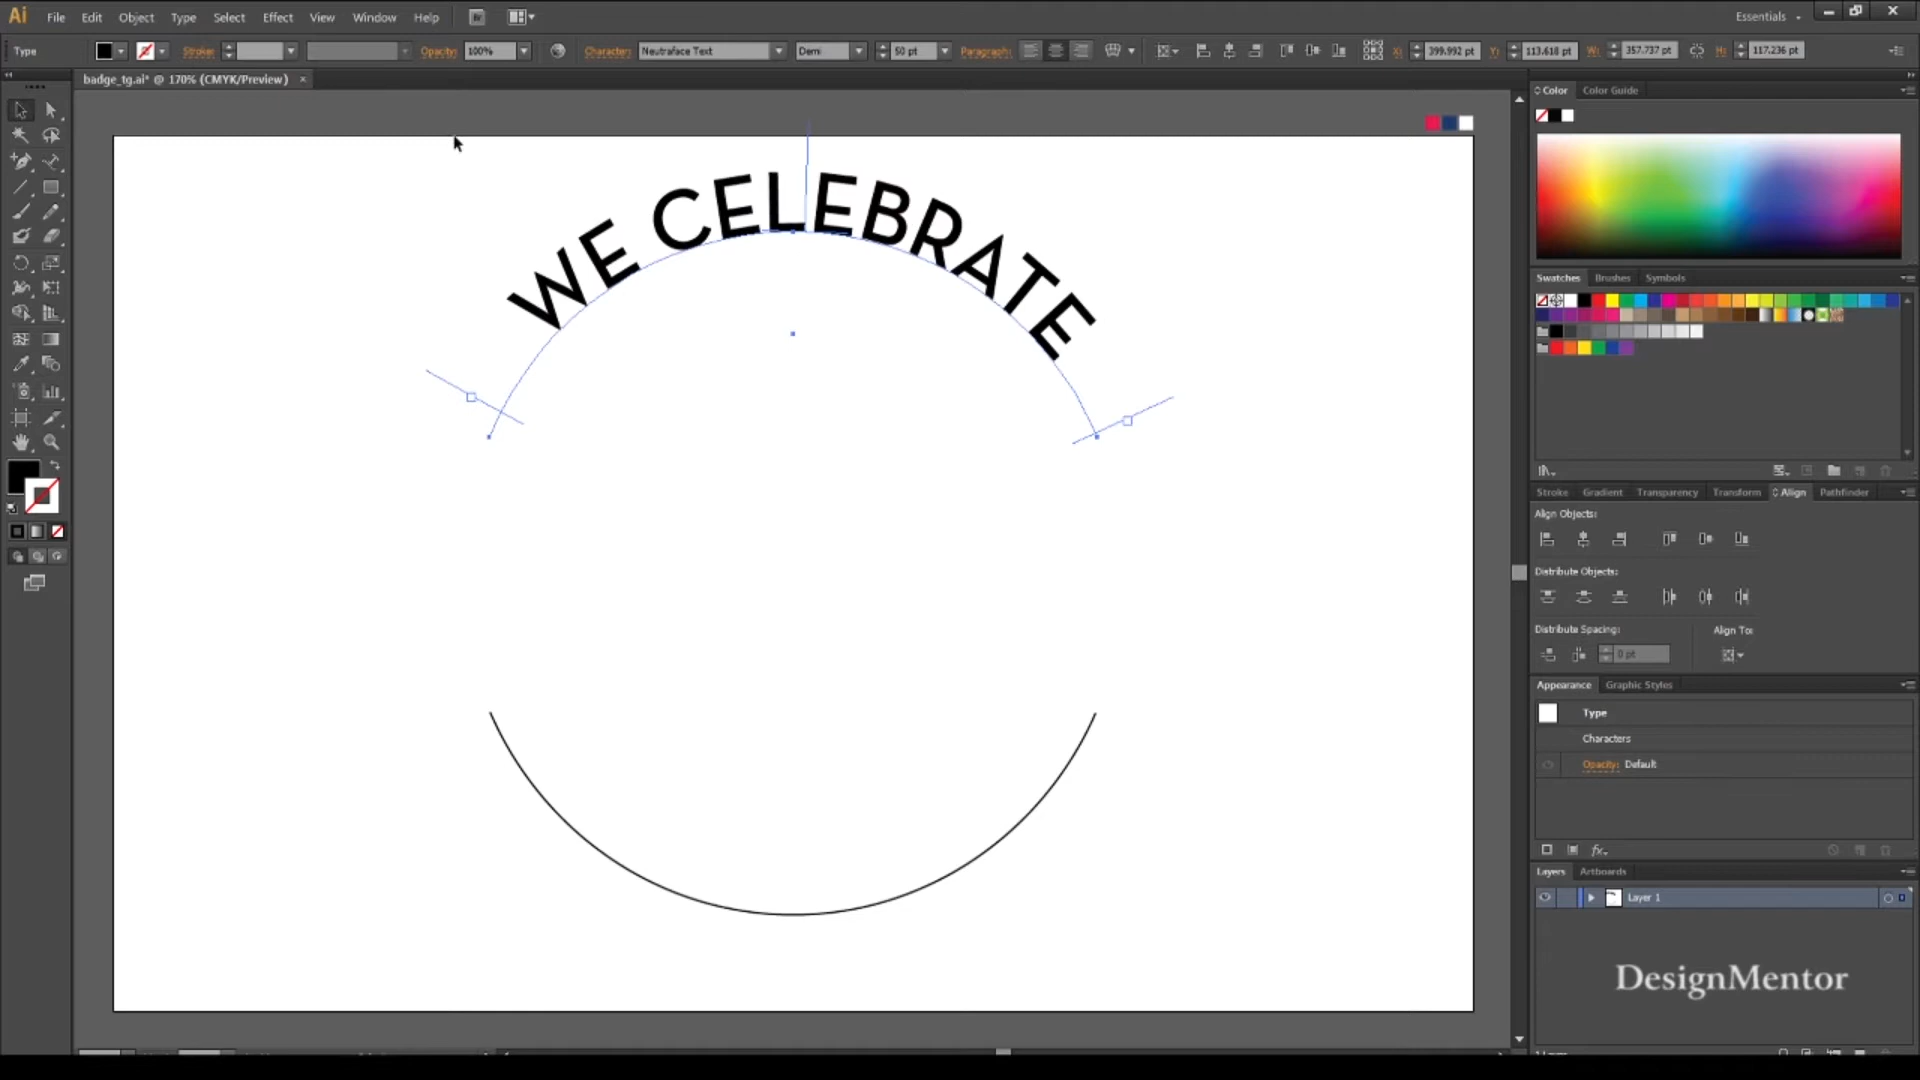 Ai File Edit Object Type Select Effect View Window Help Br Essentials
Type Stroke: Opacity: 100% Character: Neutraface Text Demi 50 pt Paragraph: X: 399.992 pt Y: 113.618 pt W: 357.737 pt H: 117.236 pt
badge_tg.ai* @ 170% (CMYK/Preview) ×
Color Color Guide
WE CELEBRATE
Swatches Brushes Symbols
Stroke Gradient Transparency Transform Align Pathfinder
Align Objects:
Distribute Objects:
Distribute Spacing: Align To:
0 pt
Appearance Graphic Styles
Type
Characters
Opacity: Default
fx
Layers Artboards
Layer 1
DesignMentor